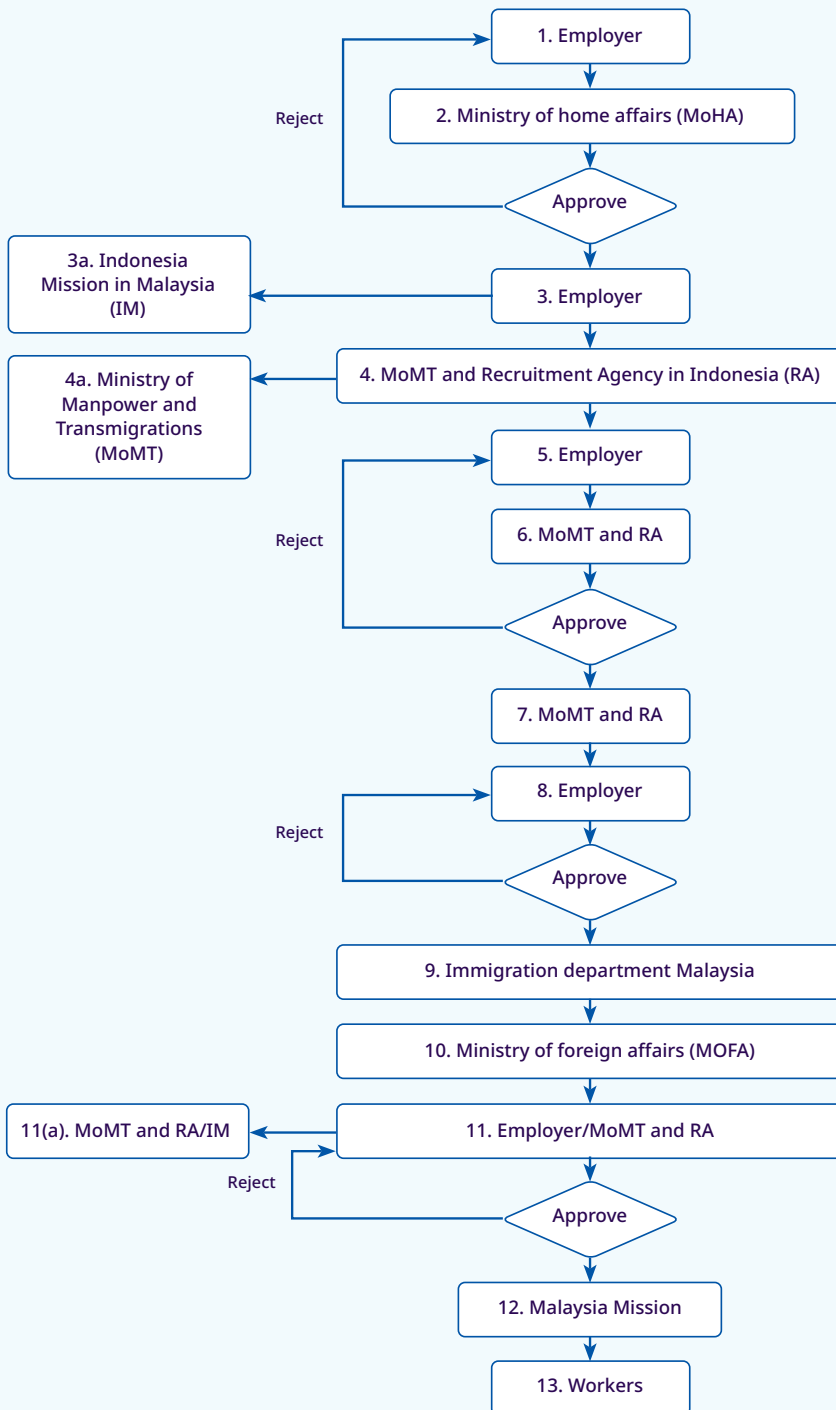 1. Employer
Reject
2. Ministry of home affairs (MoHA)
Approve
3a. Indonesia
Mission in Malaysia
(IM)
3. Employer
4a. Ministry of
Manpower and
Transmigrations
(MoMT)
4. MoMT and Recruitment Agency in Indonesia (RA)
5. Employer
Reject
6. MoMT and RA
Approve
7. MoMT and RA
8. Employer
Reject
Approve
9. Immigration department Malaysia
10. Ministry of foreign affairs (MOFA)
11(a). MoMT and RA/IM
11. Employer/MoMT and RA
Reject
Approve
12. Malaysia Mission
13. Workers